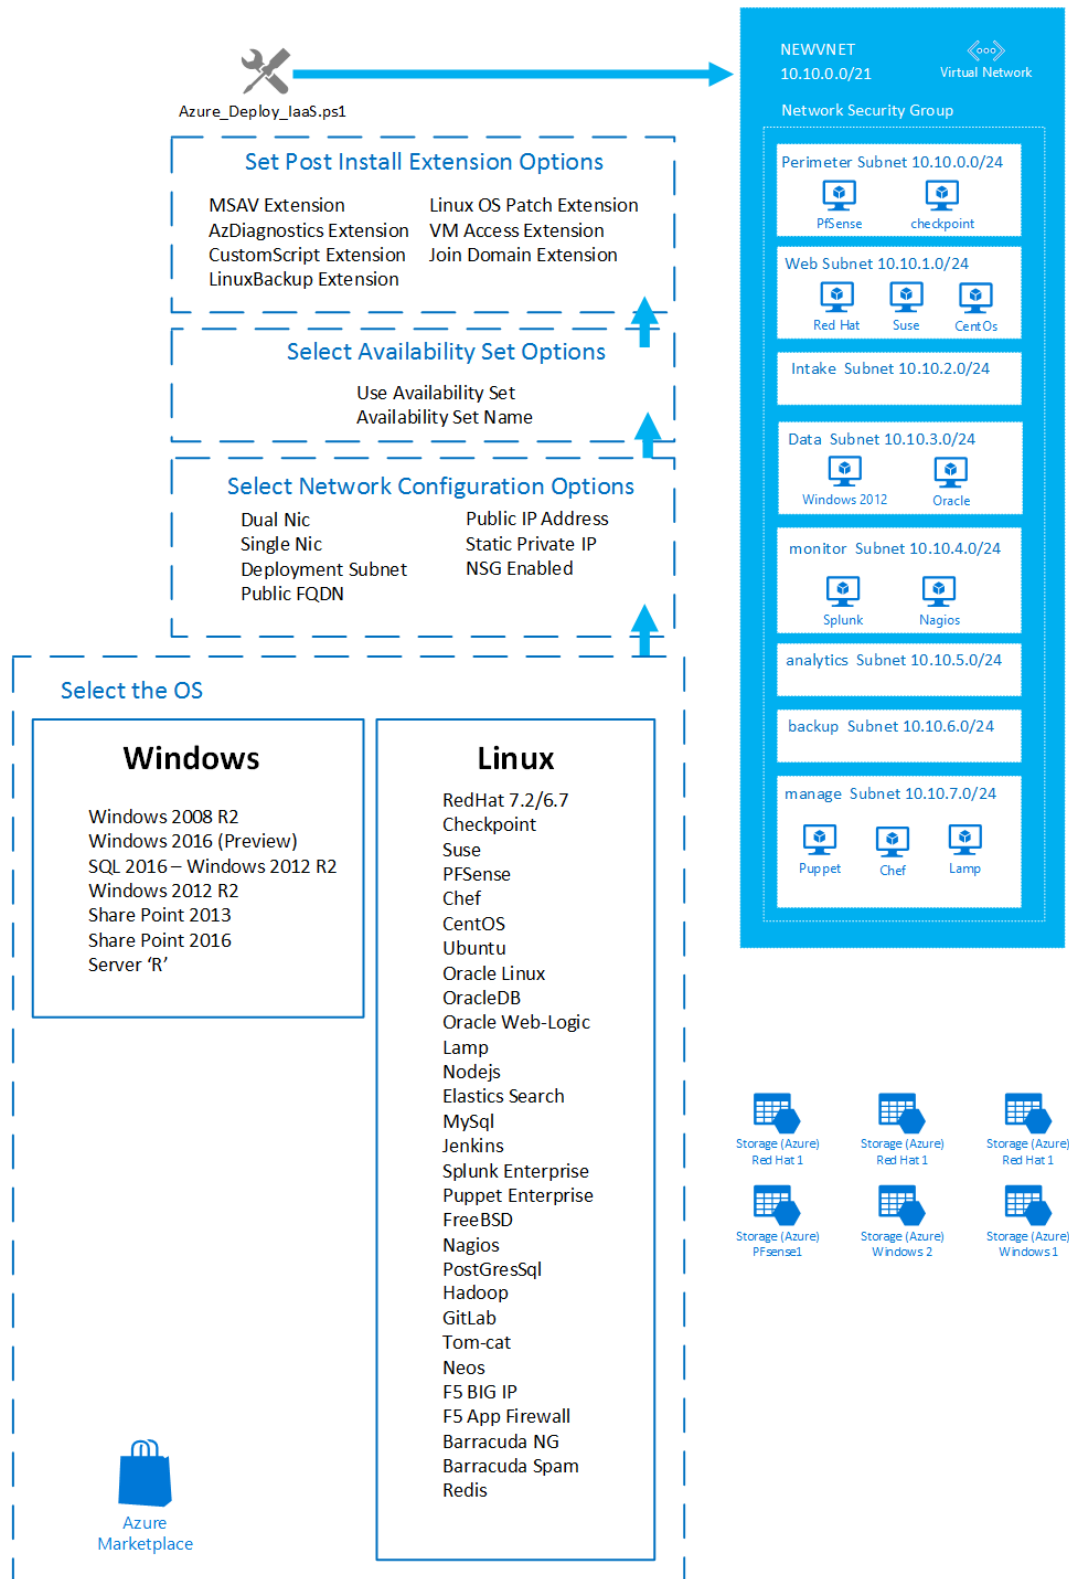 Azure_Deploy_IaaS.ps1
Set Post Install Extension Options
MSAV Extension
AzDiagnostics Extension
CustomScript Extension
LinuxBackup Extension
Linux OS Patch Extension
VM Access Extension
Join Domain Extension
Select Availability Set Options
Use Availability Set
Availability Set Name
Select Network Configuration Options
Dual Nic
Single Nic
Deployment Subnet
Public FQDN
Public IP Address
Static Private IP
NSG Enabled
Select the OS
Windows
Windows 2008 R2
Windows 2016 (Preview)
SQL 2016 – Windows 2012 R2
Windows 2012 R2
Share Point 2013
Share Point 2016
Server ‘R’
Azure
Marketplace
Linux
RedHat 7.2/6.7
Checkpoint
Suse
PFSense
Chef
CentOS
Ubuntu
Oracle Linux
OracleDB
Oracle Web-Logic
Lamp
Nodejs
Elastics Search
MySql
Jenkins
Splunk Enterprise
Puppet Enterprise
FreeBSD
Nagios
PostGresSql
Hadoop
GitLab
Tom-cat
Neos
F5 BIG IP
F5 App Firewall
Barracuda NG
Barracuda Spam
Redis
NEWVNET
10.10.0.0/21
Virtual Network
Network Security Group
Perimeter Subnet 10.10.0.0/24
PfSense
checkpoint
Web Subnet 10.10.1.0/24
Red Hat
Suse
CentOs
Intake Subnet 10.10.2.0/24
Data Subnet 10.10.3.0/24
Windows 2012
Oracle
monitor Subnet 10.10.4.0/24
Splunk
Nagios
analytics Subnet 10.10.5.0/24
backup Subnet 10.10.6.0/24
manage Subnet 10.10.7.0/24
Puppet
Chef
Lamp
Storage (Azure)
Red Hat 1
Storage (Azure)
Red Hat 1
Storage (Azure)
Red Hat 1
Storage (Azure)
PFsense1
Storage (Azure)
Windows 2
Storage (Azure)
Windows 1